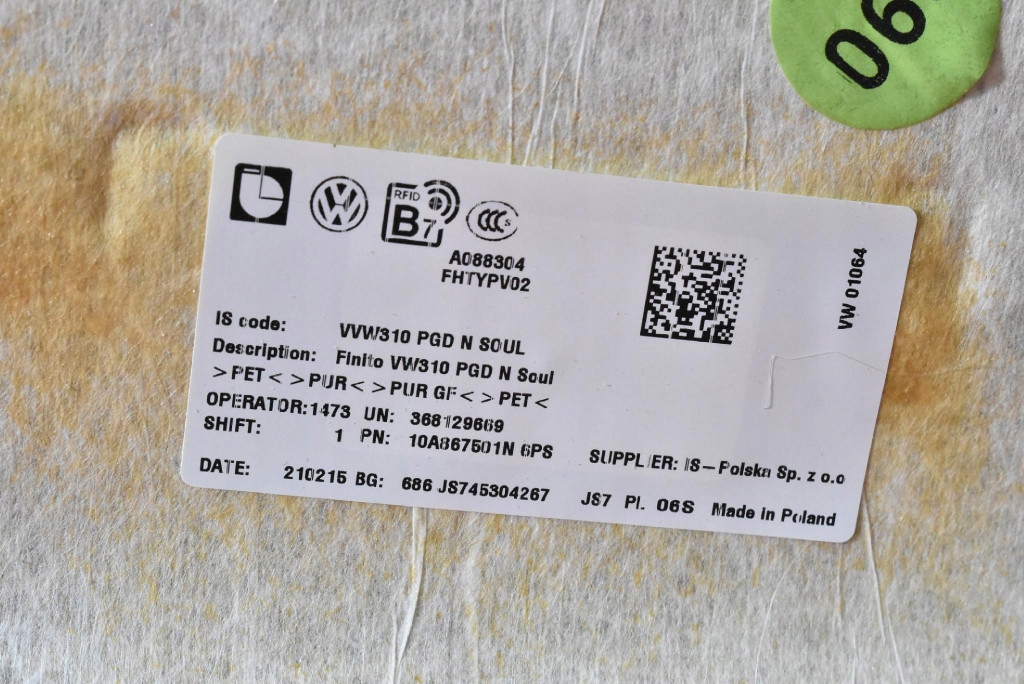 06
RFID
B7
CCC S
A088304
FHTYPV02
VW 01064
IS code: VVW310 PGD N SOUL
Description: Finito VW310 PGD N Soul
>PET< >PUR< >PUR GF< >PET<
OPERATOR:1473 UN: 368129669
SHIFT: 1 PN: 10A867501N 6PS
SUPPLIER: IS-Polska Sp. z o.o
DATE: 210215 BG: 686 JS745304267 JS7 PL 06S Made in Poland